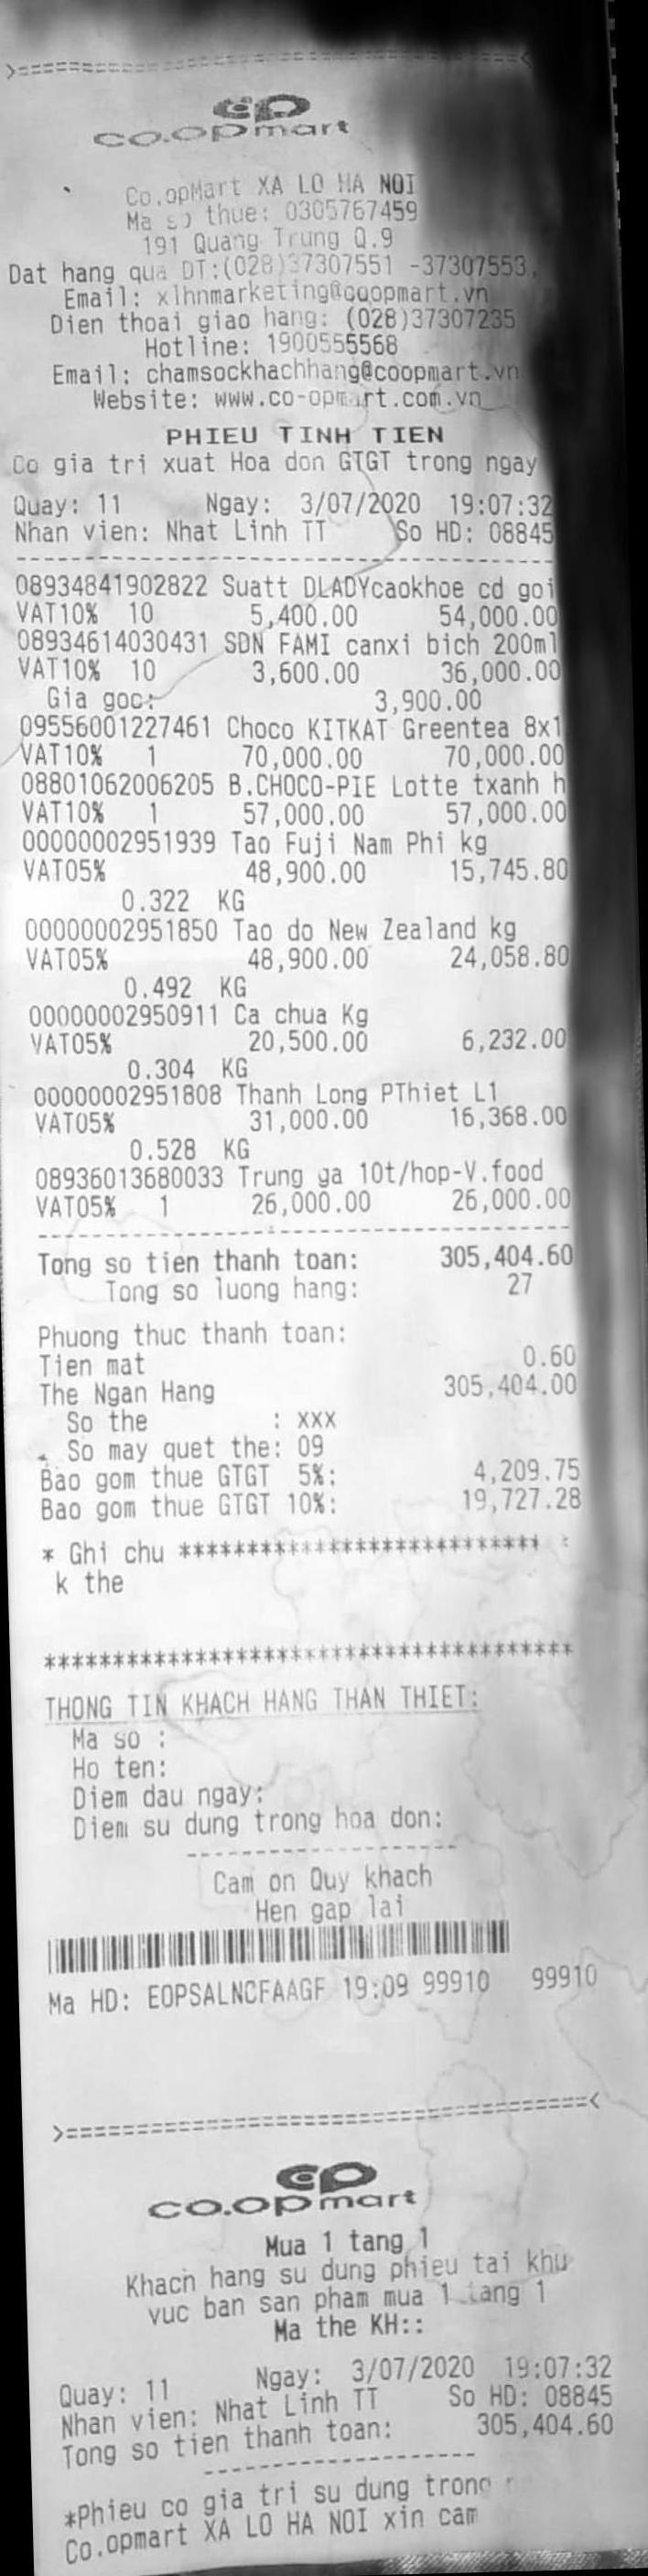 co.opmart
Co.opMart XA LO HA NOI
Ma so thue: 0305767459
191 Quang Trung Q.9
Dat hang qua DT:(028)37307551 -37307553.
Email: xlhnmarketing@coopmart.vn
Dien thoai giao hang: (028)37307235
Hotline: 1900555568
Email: chamsockhachhang@coopmart.vn
Website: www.co-opmart.com.vn
PHIEU TINH TIEN
Co gia tri xuat Hoa don GTGT trong ngay
Quay: 11 Ngay: 3/07/2020 19:07:32
Nhan vien: Nhat Linh TT So HD: 08845
08934841902822 Suatt DLADYcaokhoe cd goi
VAT10% 10 5,400.00 54,000.00
08934614030431 SDN FAMI canxi bich 200ml
VAT10% 10 3,600.00 36,000.00
Gia goc: 3,900.00
09556001227461 Choco KITKAT Greentea 8x1
VAT10% 1 70,000.00 70,000.00
08801062006205 B.CHOCO-PIE Lotte txanh h
VAT10% 1 57,000.00 57,000.00
00000002951939 Tao Fuji Nam Phi kg
VAT05% 48,900.00 15,745.80
0.322 KG
00000002951850 Tao do New Zealand kg
VAT05% 48,900.00 24,058.80
0.492 KG
00000002950911 Ca chua Kg
VAT05% 20,500.00 6,232.00
0.304 KG
00000002951808 Thanh Long PThiet L1
VAT05% 31,000.00 16,368.00
0.528 KG
08936013680033 Trung ga 10t/hop-V.food
VAT05% 1 26,000.00 26,000.00
Tong so tien thanh toan: 305,404.60
Tong so luong hang: 27
Phuong thuc thanh toan:
Tien mat 0.60
The Ngan Hang 305,404.00
So the : xxx
So may quet the: 09
Bao gom thue GTGT 5%: 4,209.75
Bao gom thue GTGT 10%: 19,727.28
* Ghi chu ***************************
k the
***************************************
THONG TIN KHACH HANG THAN THIET:
Ma so :
Ho ten:
Diem dau ngay:
Diem su dung trong hoa don:
Cam on Quy khach
Hen gap lai
Ma HD: EOPSALNCFAAGF 19:09 99910 99910
co.opmart
Mua 1 tang 1
Khach hang su dung phieu tai khu
vuc ban san pham mua 1 tang 1
Ma the KH::
Quay: 11 Ngay: 3/07/2020 19:07:32
Nhan vien: Nhat Linh TT So HD: 08845
Tong so tien thanh toan: 305,404.60
*Phieu co gia tri su dung trong
Co.opmart XA LO HA NOI xin cam